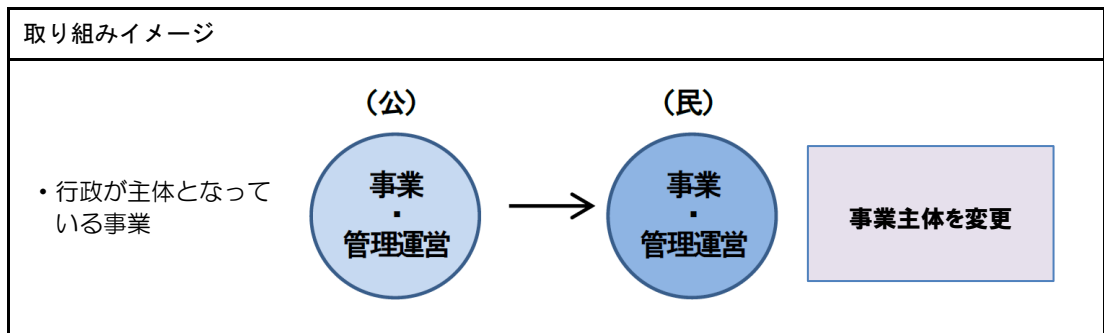 取り組みイメージ
(公)
(民)
・行政が主体となって
いる事業
事業
・
管理運営
事業
・
管理運営
事業主体を変更